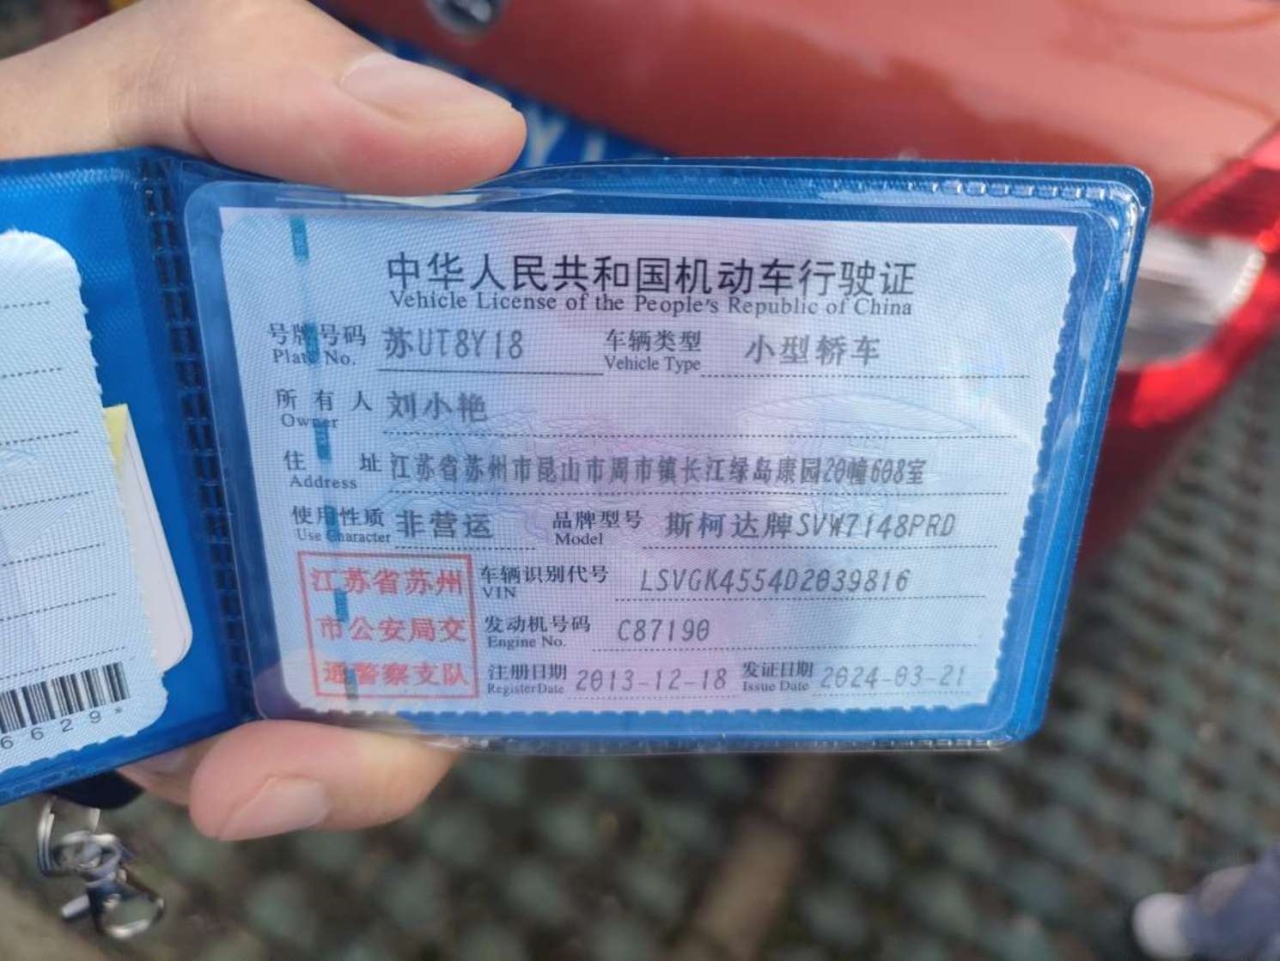 中华人民共和国机动车行驶证
Vehicle License of the People's Republic of China
号牌号码 苏UT8Y18 车辆类型 小型轿车
Plate No. Vehicle Type
所有人 刘小艳
Owner
住址 江苏省苏州市昆山市周市镇长江绿岛康园20幢608室
Address
使用性质 非营运 品牌型号 斯柯达牌SVW7148PRD
Use Character Model
江苏省苏州 车辆识别代号 LSVGK4554D2039816
VIN
市公安局交 发动机号码 C87190
Engine No.
通警察支队 注册日期 2013-12-18 发证日期 2024-03-21
Register Date Issue Date
6629*